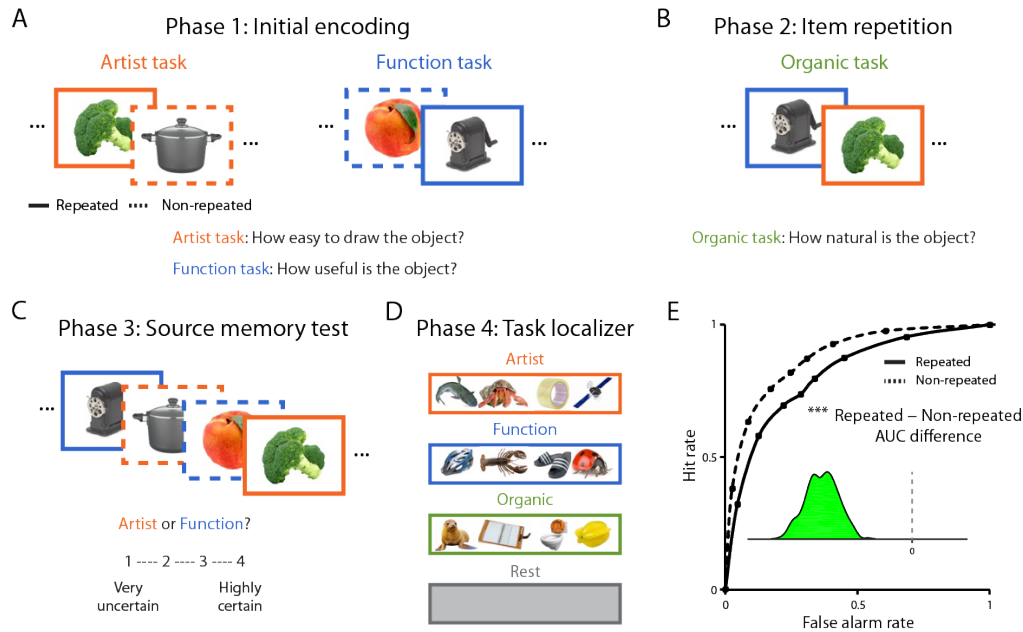 A
Phase 1: Initial encoding
Artist task
Function task
...
...
...
...
Repeated
Non-repeated
Artist task: How easy to draw the object?
Function task: How useful is the object?
B
Phase 2: Item repetition
Organic task
...
...
Organic task: How natural is the object?
C
Phase 3: Source memory test
...
...
Artist or Function?
1 ---- 2 ---- 3 ---- 4
Very
uncertain
Highly
certain
D
Phase 4: Task localizer
Artist
Function
Organic
Rest
E
1
Repeated
Non-repeated
*** Repeated – Non-repeated
AUC difference
Hit rate
0.5
0
0
0
0.5
1
False alarm rate